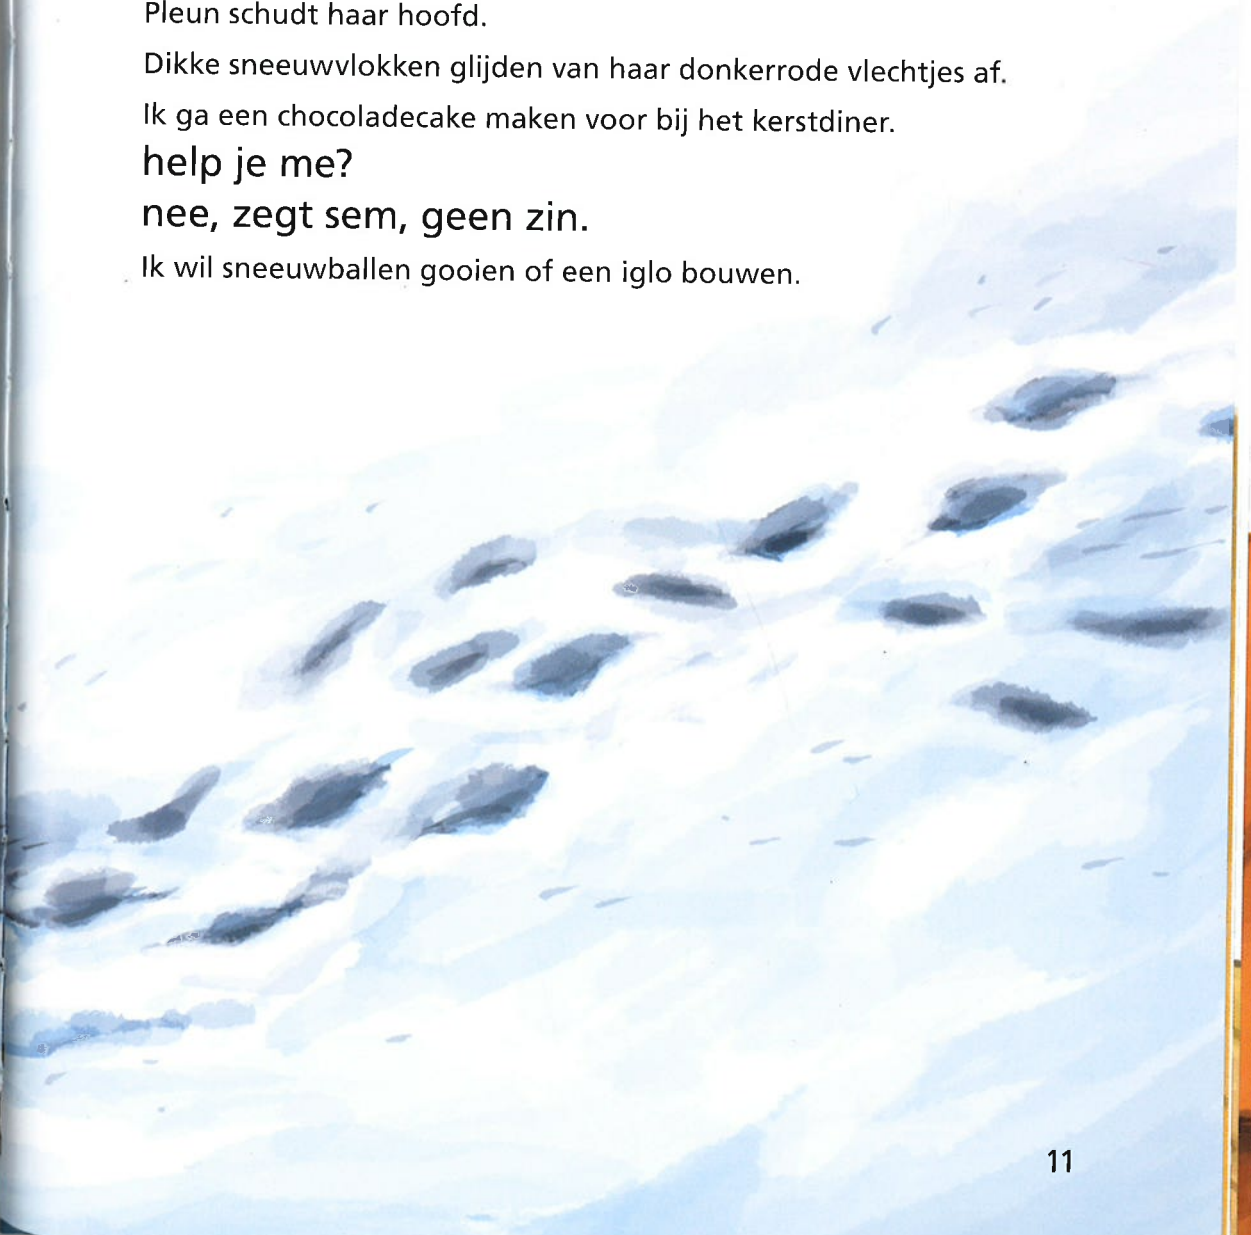 Pleun schudt haar hoofd.
Dikke sneeuwvlokken glijden van haar donkerrode vlechtjes af.
Ik ga een chocoladecake maken voor bij het kerstdiner.
help je me?
nee, zegt sem, geen zin.
Ik wil sneeuwballen gooien of een iglo bouwen.
11